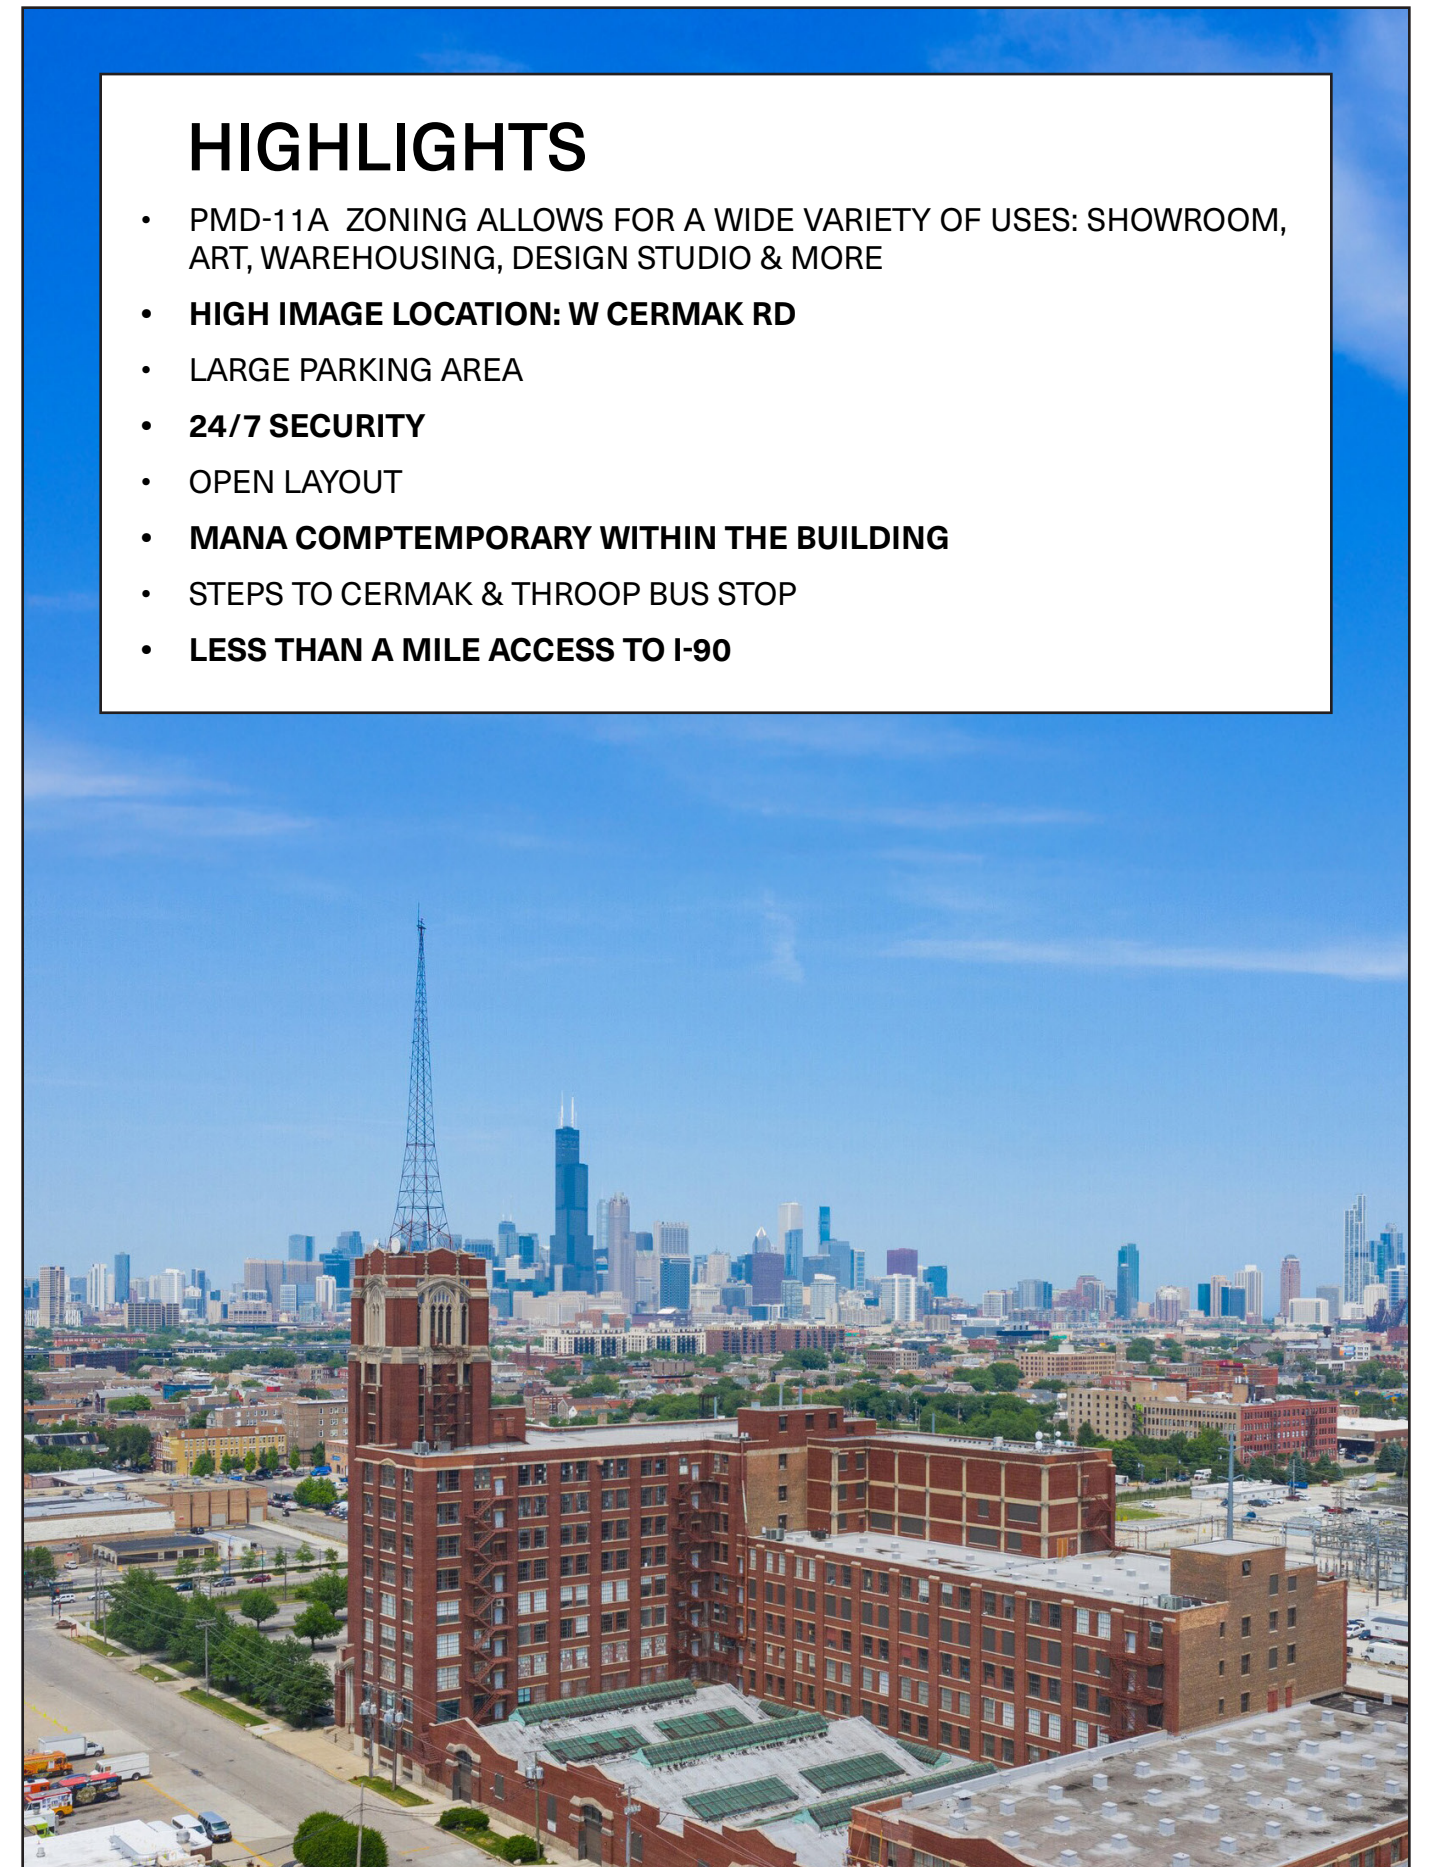 HIGHLIGHTS
• PMD-11A ZONING ALLOWS FOR A WIDE VARIETY OF USES: SHOWROOM,
ART, WAREHOUSING, DESIGN STUDIO & MORE
• HIGH IMAGE LOCATION: W CERMAK RD
• LARGE PARKING AREA
• 24/7 SECURITY
• OPEN LAYOUT
• MANA COMPTEMPORARY WITHIN THE BUILDING
• STEPS TO CERMAK & THROOP BUS STOP
• LESS THAN A MILE ACCESS TO I-90